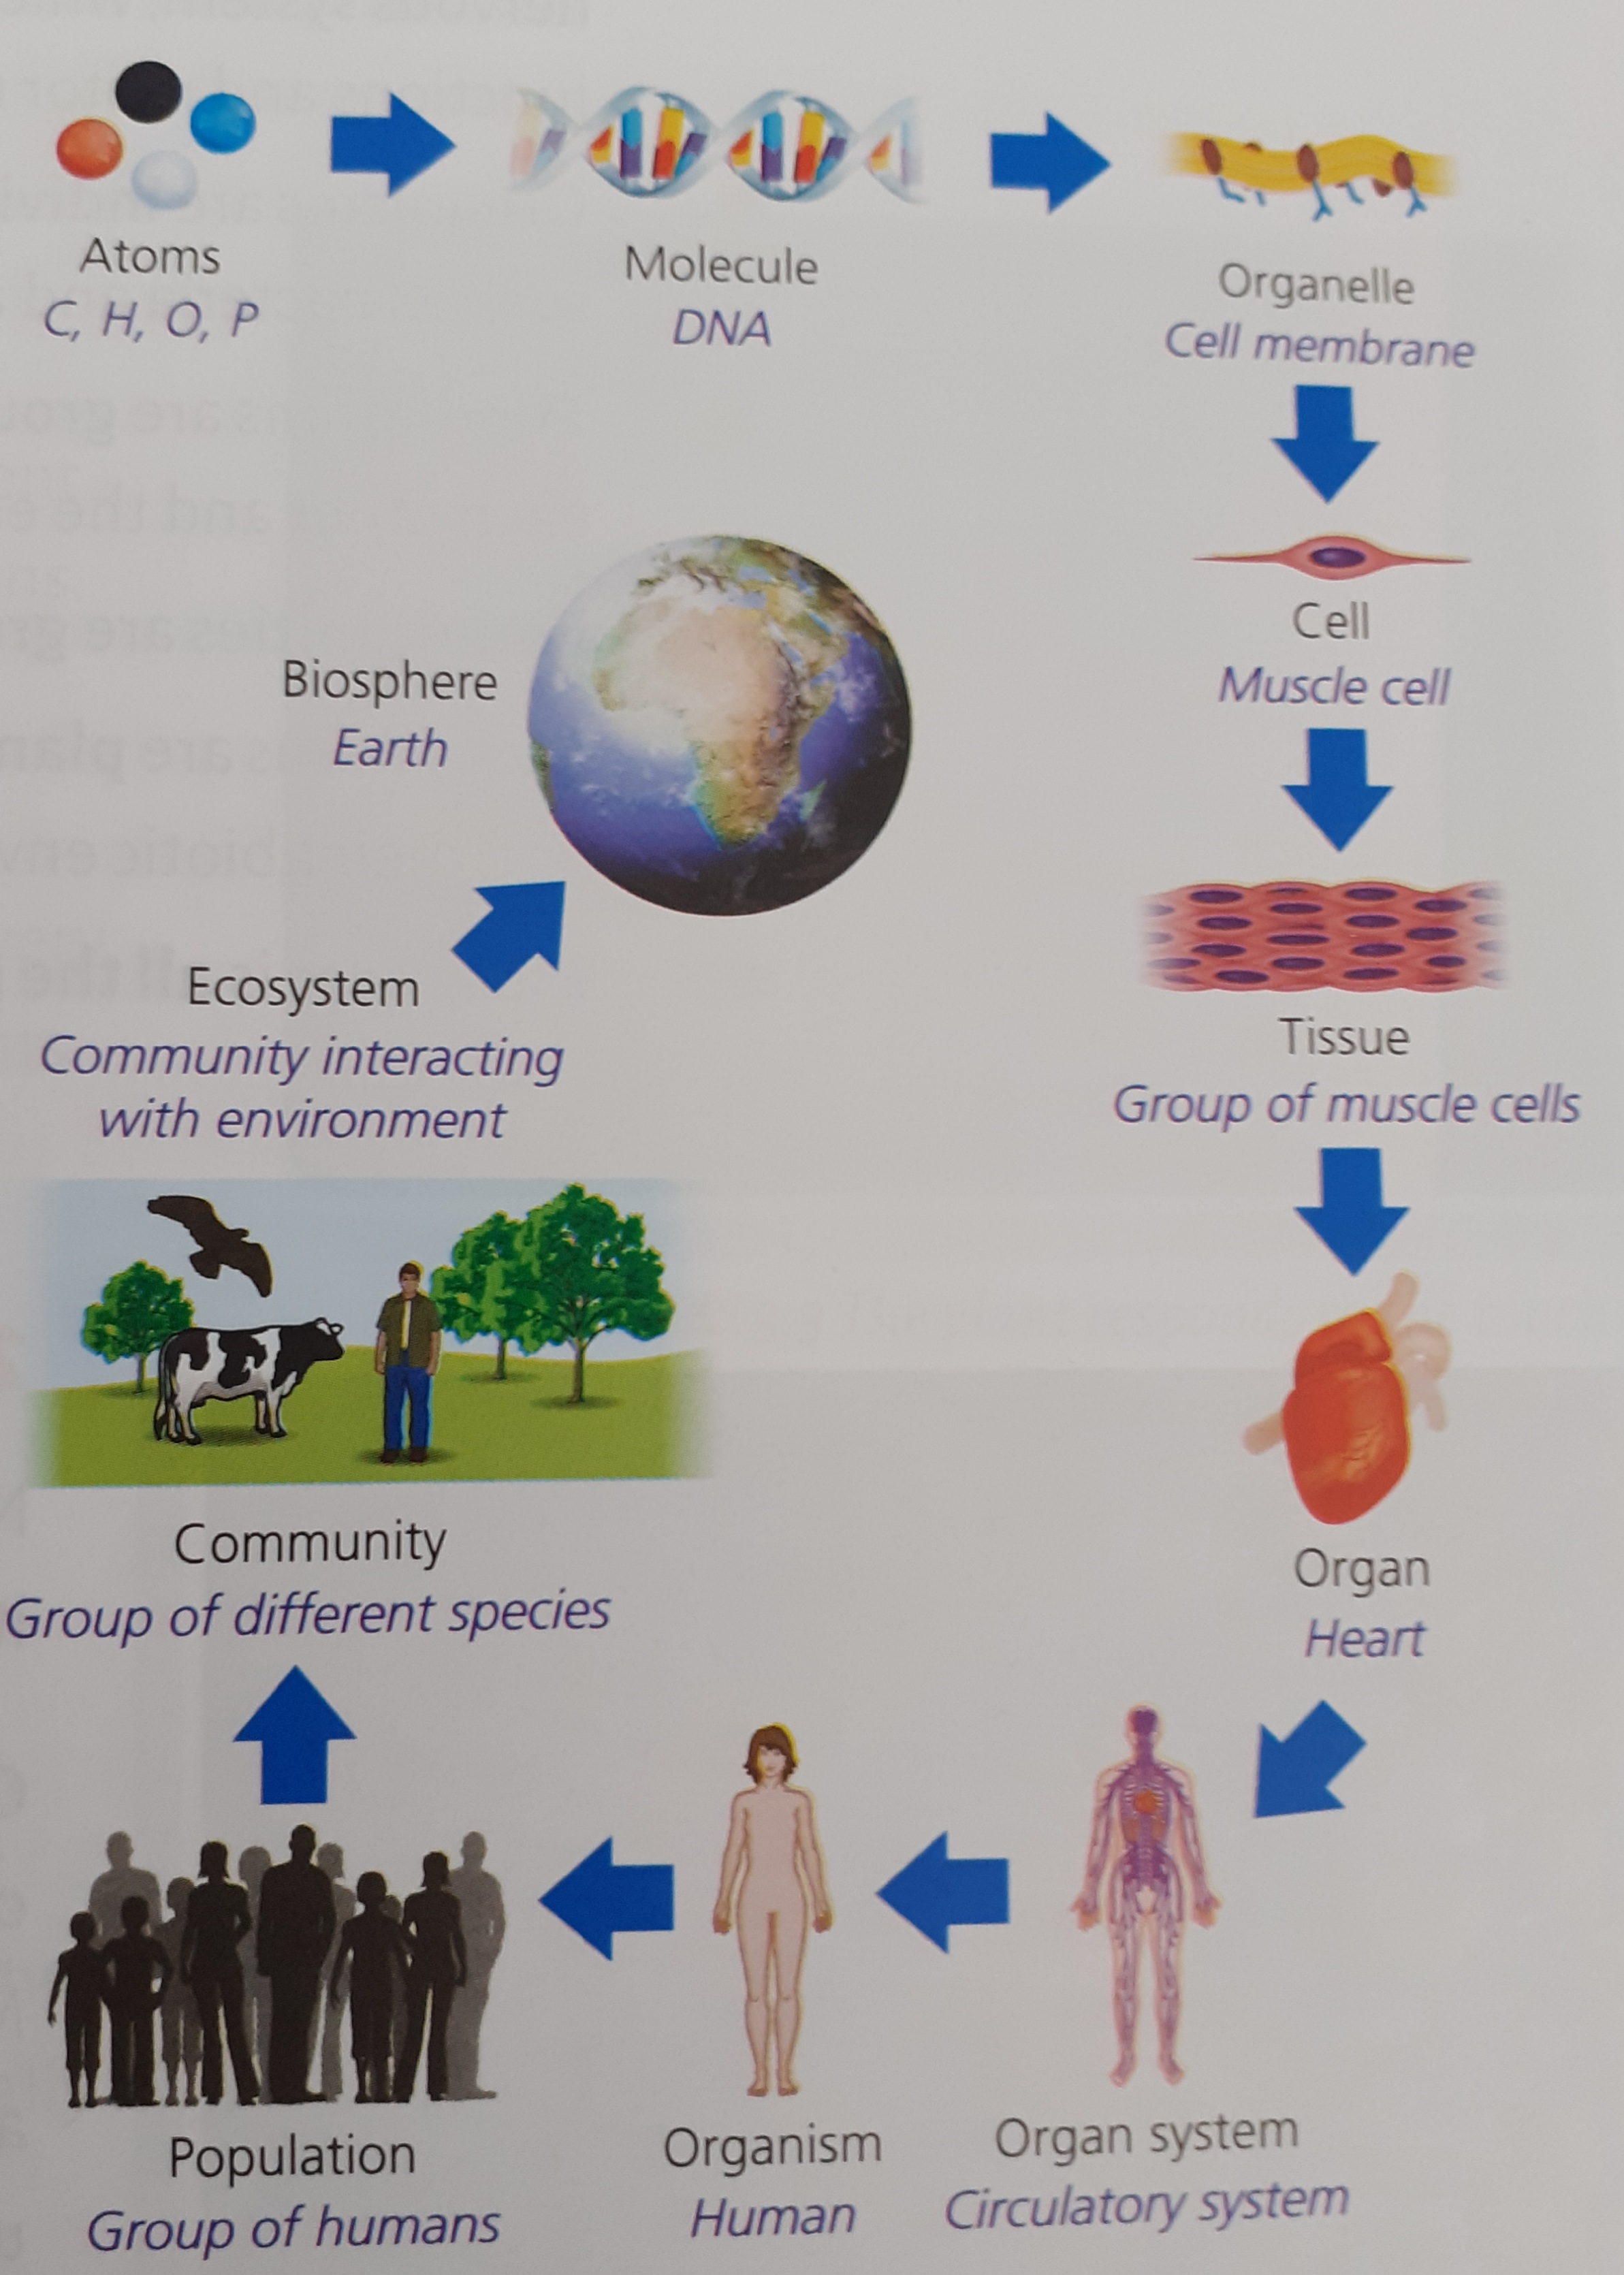 Atoms
C, H, O, P
Molecule
DNA
Organelle
Cell membrane
Cell
Muscle cell
Tissue
Group of muscle cells
Organ
Heart
Organ system
Circulatory system
Organism
Human
Population
Group of humans
Community
Group of different species
Ecosystem
Community interacting
with environment
Biosphere
Earth